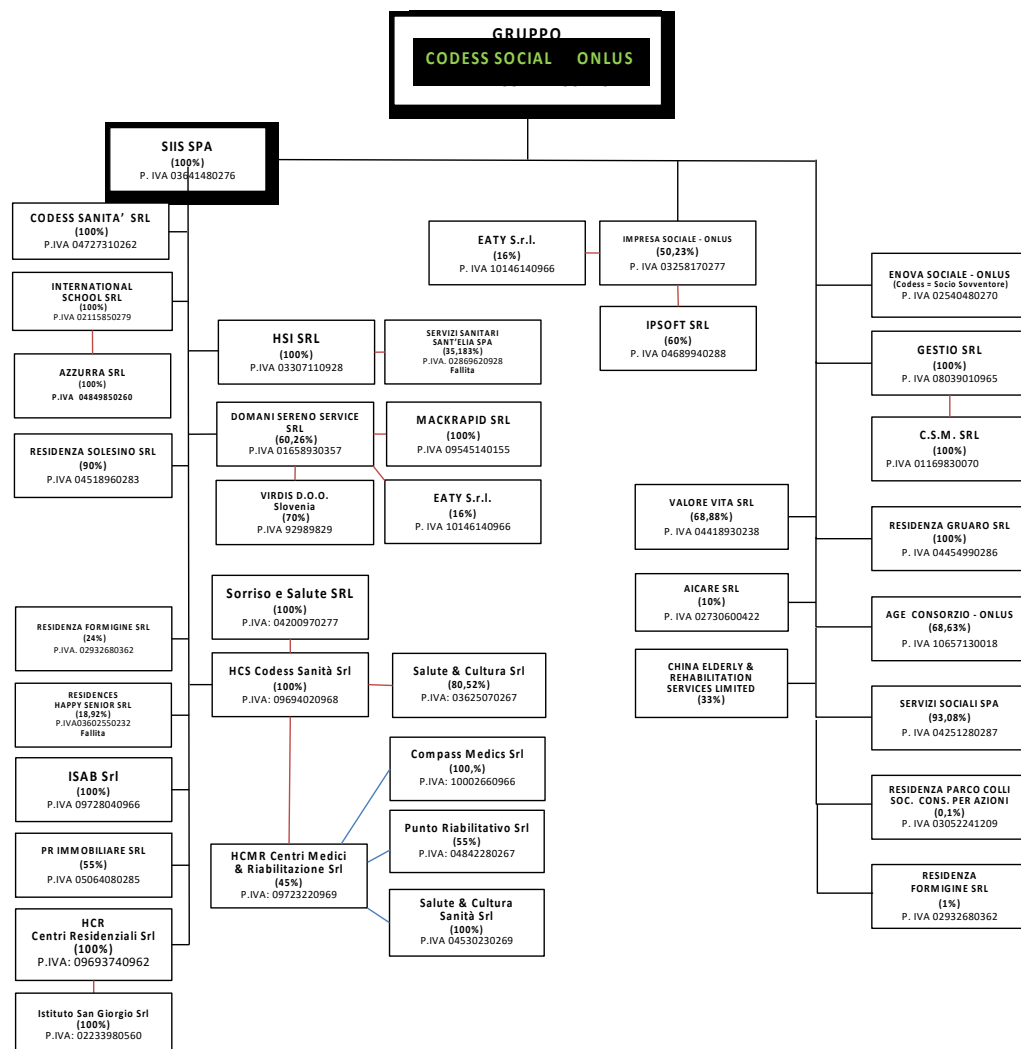 GRUPPO
CODESS SOCIAL ONLUS
SIIS SPA
(100%)
P. IVA 03641480276
CODESS SANITA’ SRL
(100%)
P.IVA 04727310262
INTERNATIONAL
SCHOOL SRL
(100%)
P.IVA 02115850279
AZZURRA SRL
(100%)
P.IVA 04849850260
RESIDENZA SOLESINO SRL
(90%)
P.IVA 04518960283
RESIDENZA FORMIGINE SRL
(24%)
P.IVA. 02932680362
RESIDENCES
HAPPY SENIOR SRL
(18,92%)
P.IVA03602550232
Fallita
ISAB Srl
(100%)
P.IVA 09728040966
PR IMMOBILIARE SRL
(55%)
P.IVA 05064080285
HCR
Centri Residenziali Srl
(100%)
P.IVA: 09693740962
Istituto San Giorgio Srl
(100%)
P.IVA: 02233980560
HSI SRL
(100%)
P.IVA 03307110928
SERVIZI SANITARI
SANT’ELIA SPA
(35,183%)
P.IVA. 02869620928
Fallita
DOMANI SERENO SERVICE
SRL
(60,26%)
P.IVA 01658930357
MACKRAPID SRL
(100%)
P.IVA 09545140155
VIRDIS D.O.O.
Slovenia
(70%)
P.IVA 92989829
EATY S.r.l.
(16%)
P.IVA 10146140966
Sorriso e Salute SRL
(100%)
P.IVA: 04200970277
HCS Codess Sanità Srl
(100%)
P.IVA: 09694020968
Salute & Cultura Srl
(80,52%)
P.IVA: 03625070267
Compass Medics Srl
(100,%)
P.IVA: 10002660966
Punto Riabilitativo Srl
(55%)
P.IVA: 04842280267
HCMR Centri Medici
& Riabilitazione Srl
(45%)
P.IVA: 09723220969
Salute & Cultura
Sanità Srl
(100%)
P.IVA 04530230269
EATY S.r.l.
(16%)
P. IVA 10146140966
IMPRESA SOCIALE - ONLUS
(50,23%)
P. IVA 03258170277
IPSOFT SRL
(60%)
P. IVA 04689940288
VALORE VITA SRL
(68,88%)
P. IVA 04418930238
AICARE SRL
(10%)
P. IVA 02730600422
CHINA ELDERLY &
REHABILITATION
SERVICES LIMITED
(33%)
ENOVA SOCIALE - ONLUS
(Codess = Socio Sovventore)
P. IVA 02540480270
GESTIO SRL
(100%)
P. IVA 08039010965
C.S.M. SRL
(100%)
P.IVA 01169830070
RESIDENZA GRUARO SRL
(100%)
P.IVA 04454990286
AGE CONSORZIO - ONLUS
(68,63%)
P.IVA 10657130018
SERVIZI SOCIALI SPA
(93,08%)
P. IVA 04251280287
RESIDENZA PARCO COLLI
SOC. CONS. PER AZIONI
(0,1%)
P. IVA 03052241209
RESIDENZA
FORMIGINE SRL
(1%)
P. IVA 02932680362